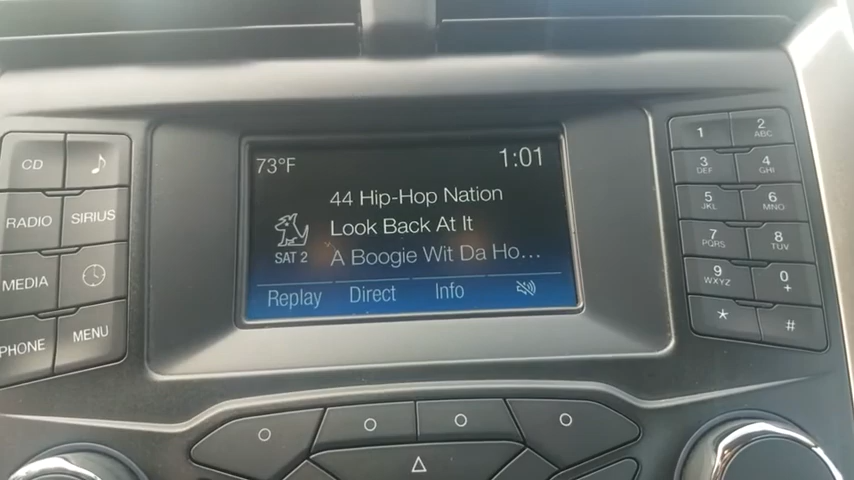 73°F
1:01
44 Hip-Hop Nation
Look Back At It
SAT 2
A Boogie Wit Da Ho...
Replay Direct Info
CD
RADIO SIRIUS
MEDIA
PHONE MENU
1 2 ABC
3 DEF 4 GHI
5 JKL 6 MNO
7 PQRS 8 TUV
9 WXYZ 0 +
* #